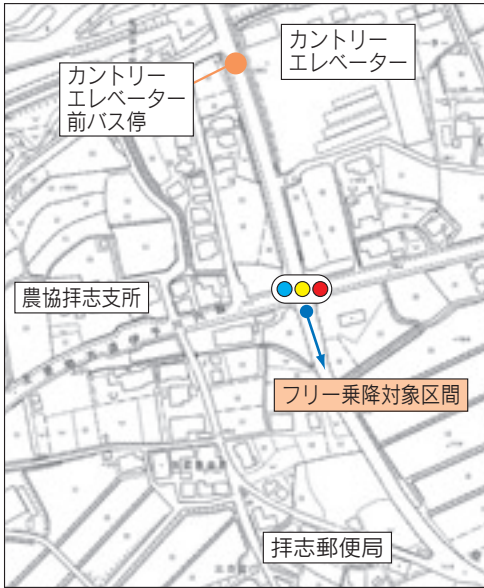 カントリー
エレベーター
カントリー
エレベーター
前バス停
農協拝志支所
フリー乗降対象区間
拝志郵便局